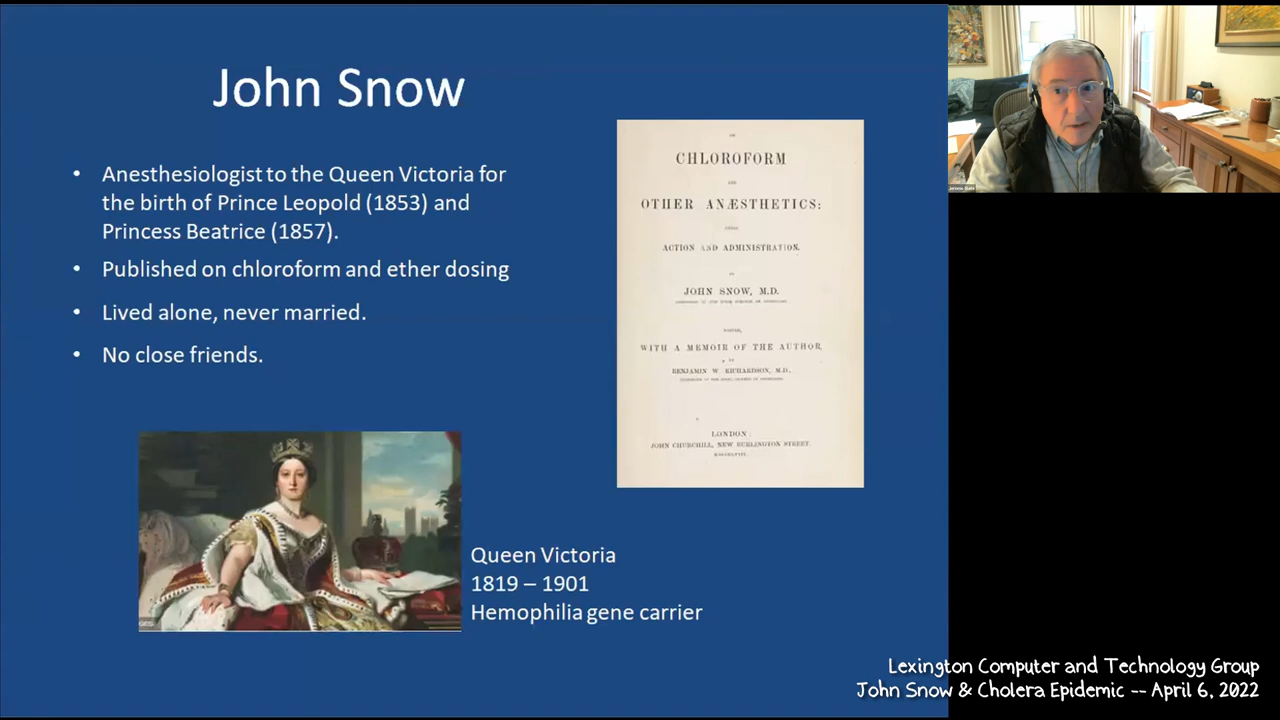 John Snow
• Anesthesiologist to the Queen Victoria for
the birth of Prince Leopold (1853) and
Princess Beatrice (1857).
• Published on chloroform and ether dosing
• Lived alone, never married.
• No close friends.
ON
CHLOROFORM
AND
OTHER ANÆSTHETICS:
ACTION AND ADMINISTRATION.
BY
JOHN SNOW, M.D.
WITH A MEMOIR OF THE AUTHOR,
BY
BENJAMIN W. RICHARDSON, M.D.
LONDON:
JOHN CHURCHILL, NEW BURLINGTON STREET.
Queen Victoria
1819 – 1901
Hemophilia gene carrier
Lexington Computer and Technology Group
John Snow & Cholera Epidemic -- April 6, 2022